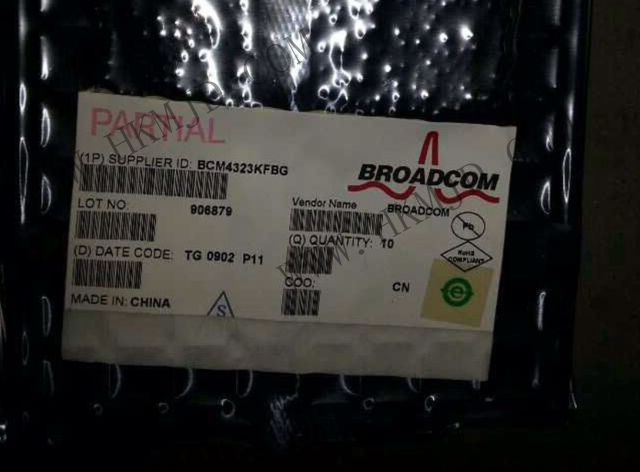 PARTIAL
(1P) SUPPLIER ID: BCM4323KFBG
BROADCOM
LOT NO: 906879
Vendor Name BROADCOM
(Q) QUANTITY: 10
Pb
RoHS
COMPLIANT
(D) DATE CODE: TG 0902 P11
COO: CN
e
MADE IN: CHINA
S